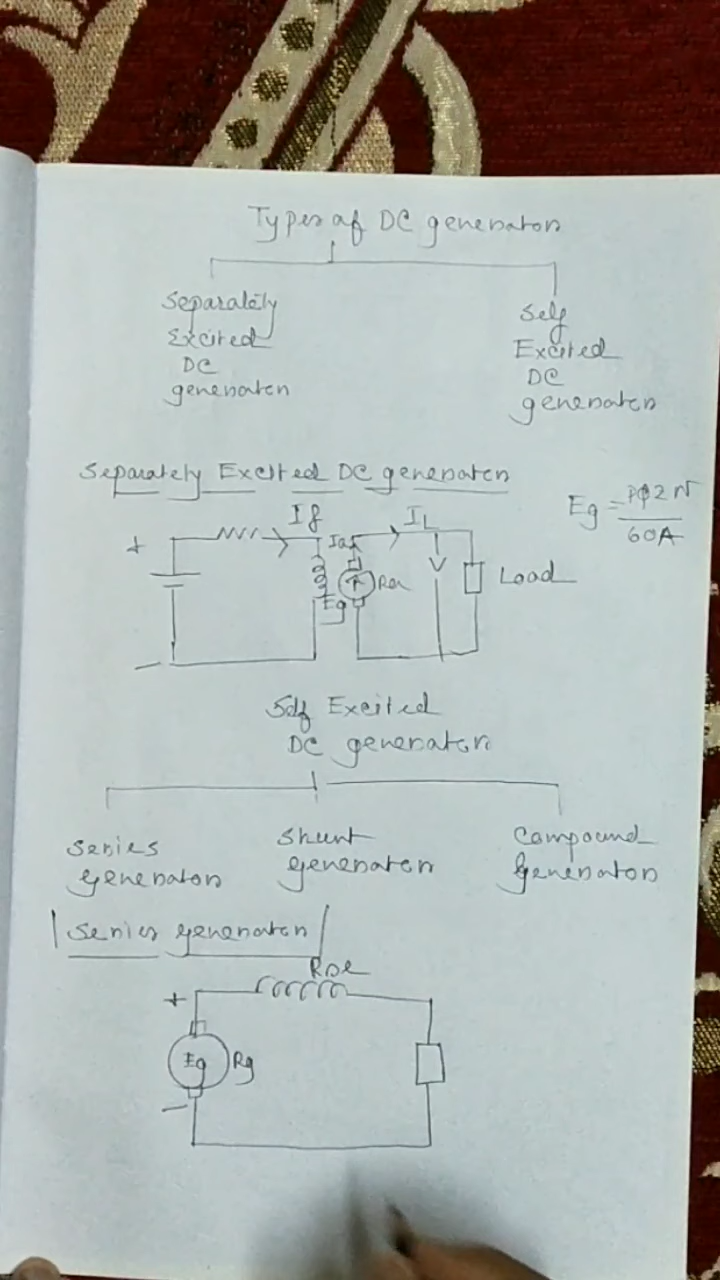 Types of DC generator
Separately
Excited
DC
generator
Self
Excited
DC
generator
Separately Excited DC generator
Eg = PΦZN
60A
+
If
Ia
IL
Eg
Ra
V
Load
-
Self Excited
DC generator
Series
generator
Shunt
generator
Compound
generator
Series generator
Rse
+
Eg
Rg
-